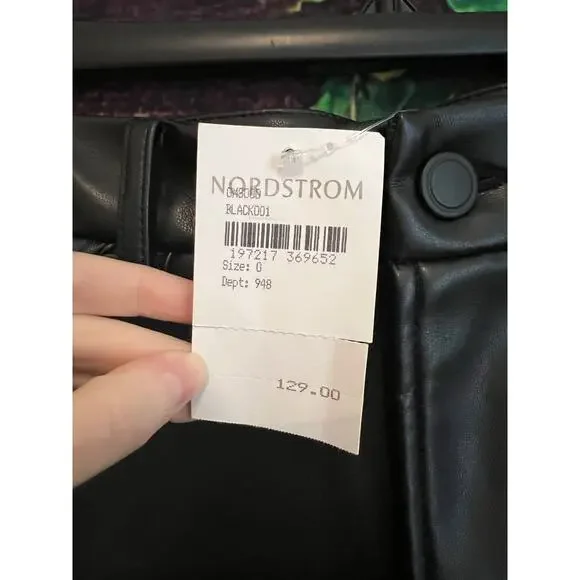 NORDSTROM
BLACK001
197217 369652
Size: 0
Dept: 948
129.00